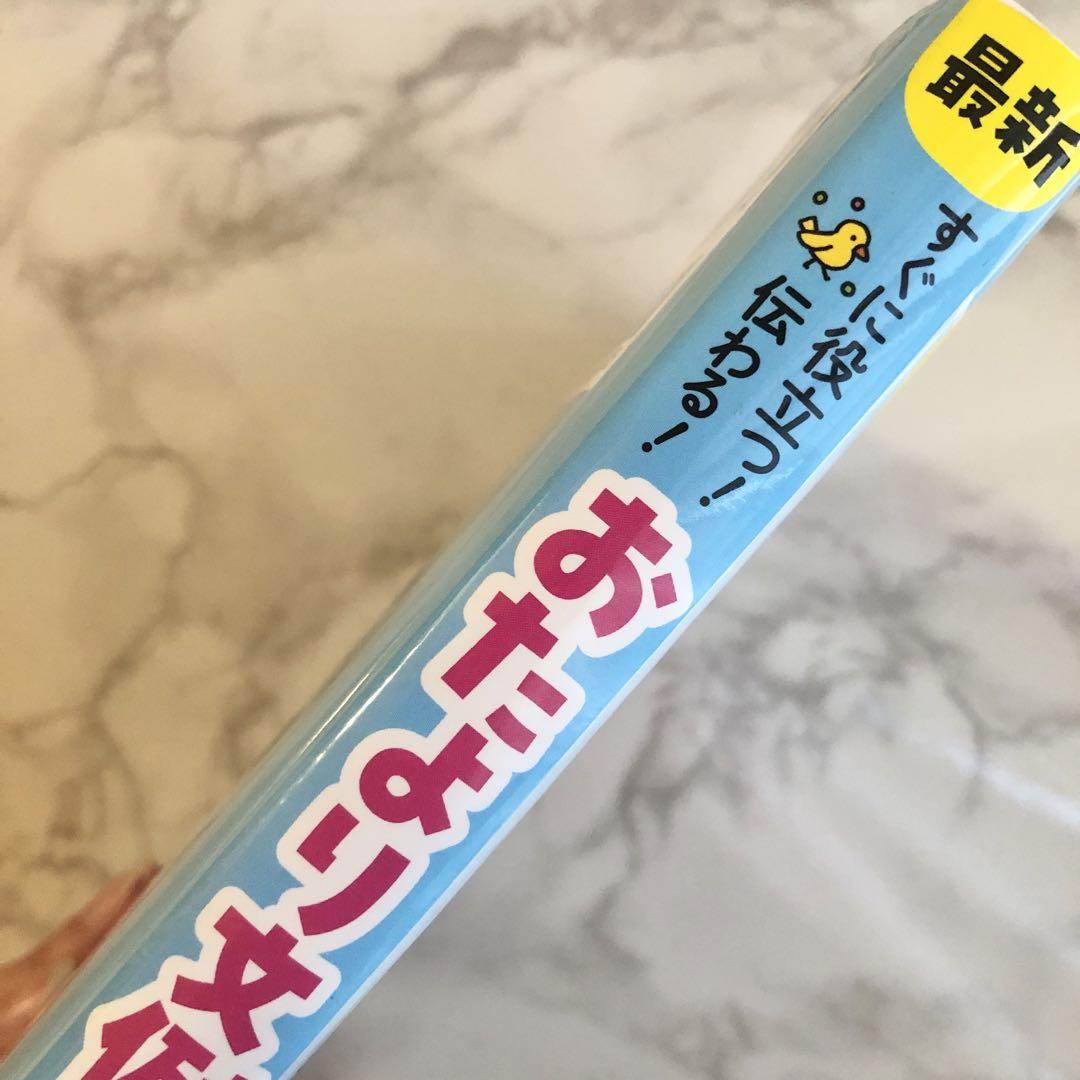 最新
すぐに役立つ！
伝わる！
おたより文